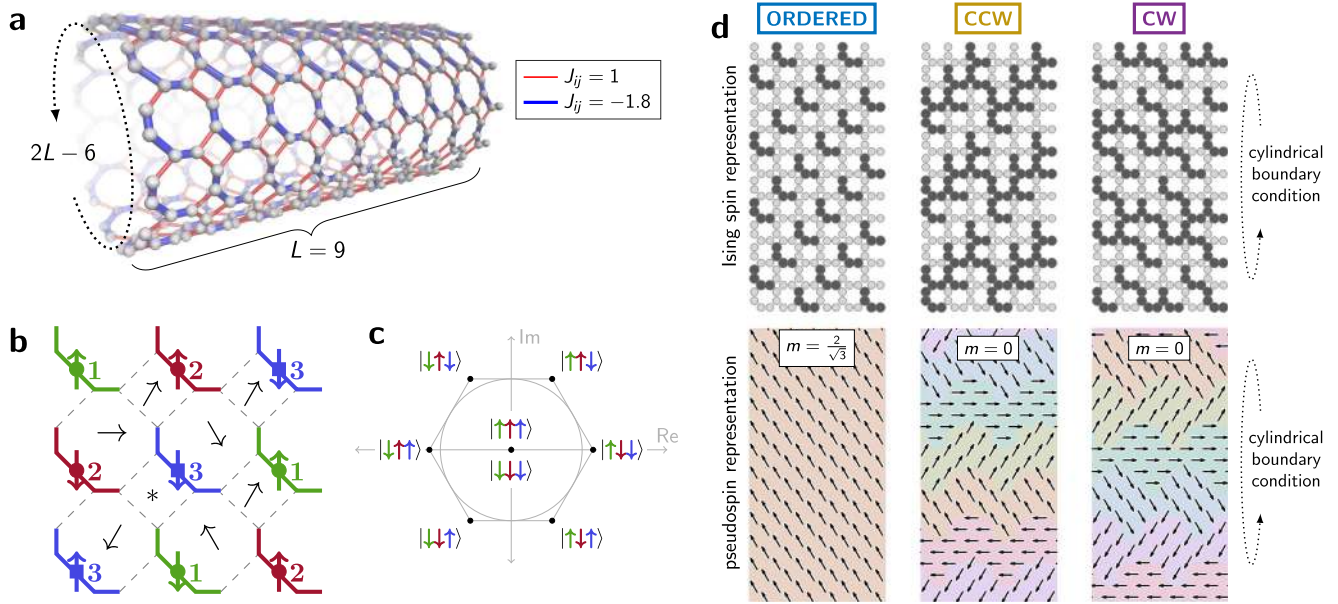 a
2L − 6
L = 9
J_ij = 1
J_ij = −1.8
b
1
2
3
2
3
1
*
3
1
2
c
Im
Re
|↓↑↓⟩
|↑↑↓⟩
|↓↑↑⟩
|↑↑↑⟩
|↓↓↓⟩
|↑↓↓⟩
|↓↓↑⟩
|↑↓↑⟩
d
ORDERED
CCW
CW
Ising spin representation
cylindrical
boundary
condition
pseudospin representation
m = 2/√3
m = 0
m = 0
cylindrical
boundary
condition